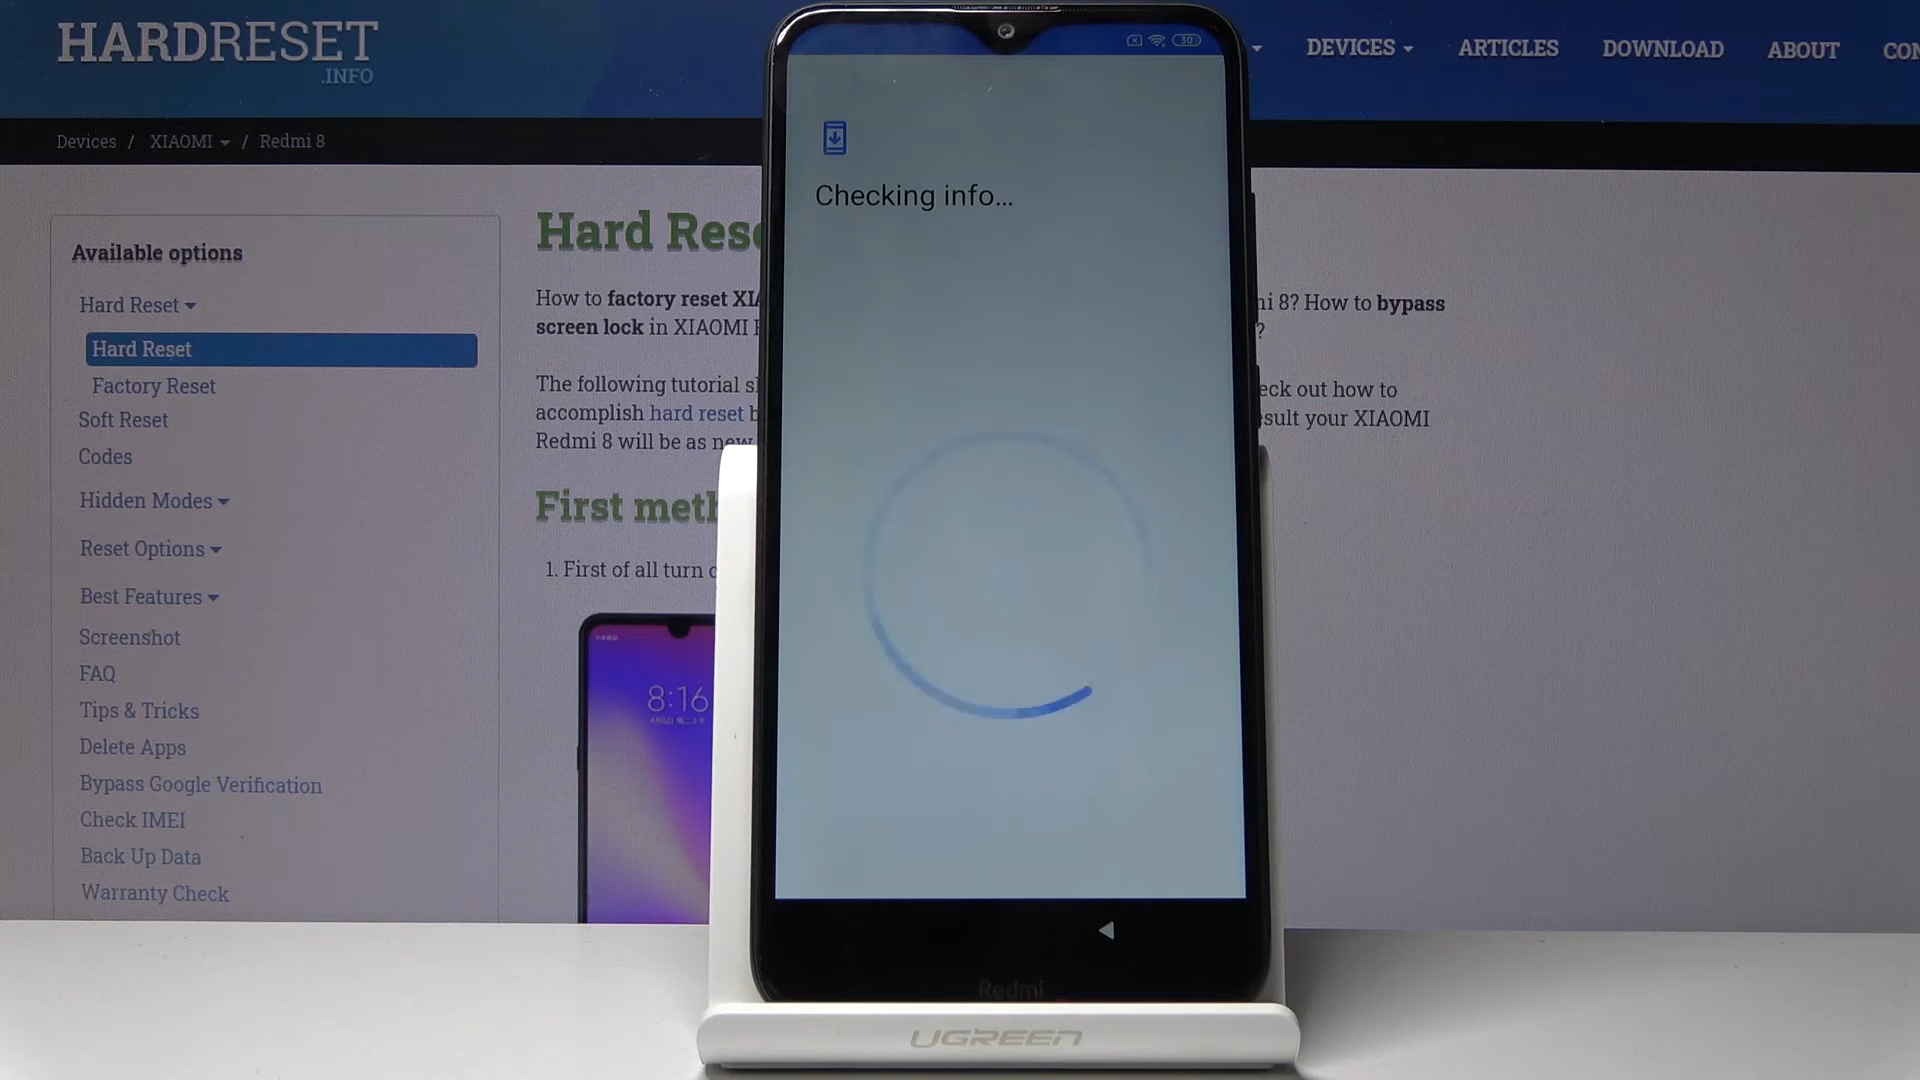 HARDRESET
.INFO
DEVICES
ARTICLES
DOWNLOAD
ABOUT
Devices / XIAOMI / Redmi 8
Available options
Hard Reset
Hard Reset
Factory Reset
Soft Reset
Codes
Hidden Modes
Reset Options
Best Features
Screenshot
FAQ
Tips & Tricks
Delete Apps
Bypass Google Verification
Check IMEI
Back Up Data
Warranty Check
Hard Rese
How to factory reset XIA
screen lock in XIAOMI
The following tutorial
accomplish hard reset
Redmi 8 will be as new
First meth
1. First of all turn
8:16
30
Checking info...
mi 8? How to bypass
?
eck out how to
esult your XIAOMI
Redmi
UGREEN